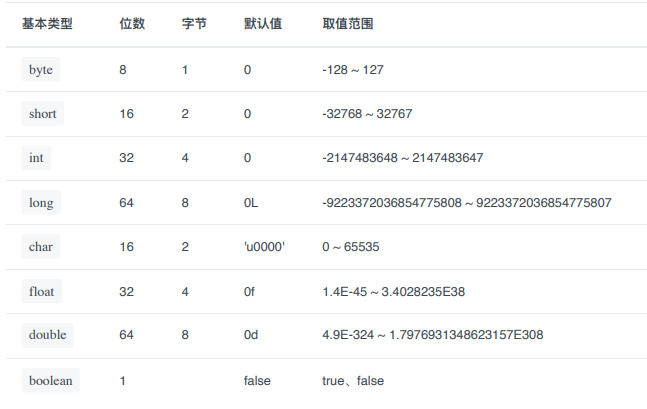 基本类型 位数 字节 默认值 取值范围
byte 8 1 0 -128 ~ 127
short 16 2 0 -32768 ~ 32767
int 32 4 0 -2147483648 ~ 2147483647
long 64 8 0L -9223372036854775808 ~ 9223372036854775807
char 16 2 'u0000' 0 ~ 65535
float 32 4 0f 1.4E-45 ~ 3.4028235E38
double 64 8 0d 4.9E-324 ~ 1.7976931348623157E308
boolean 1 false true、false